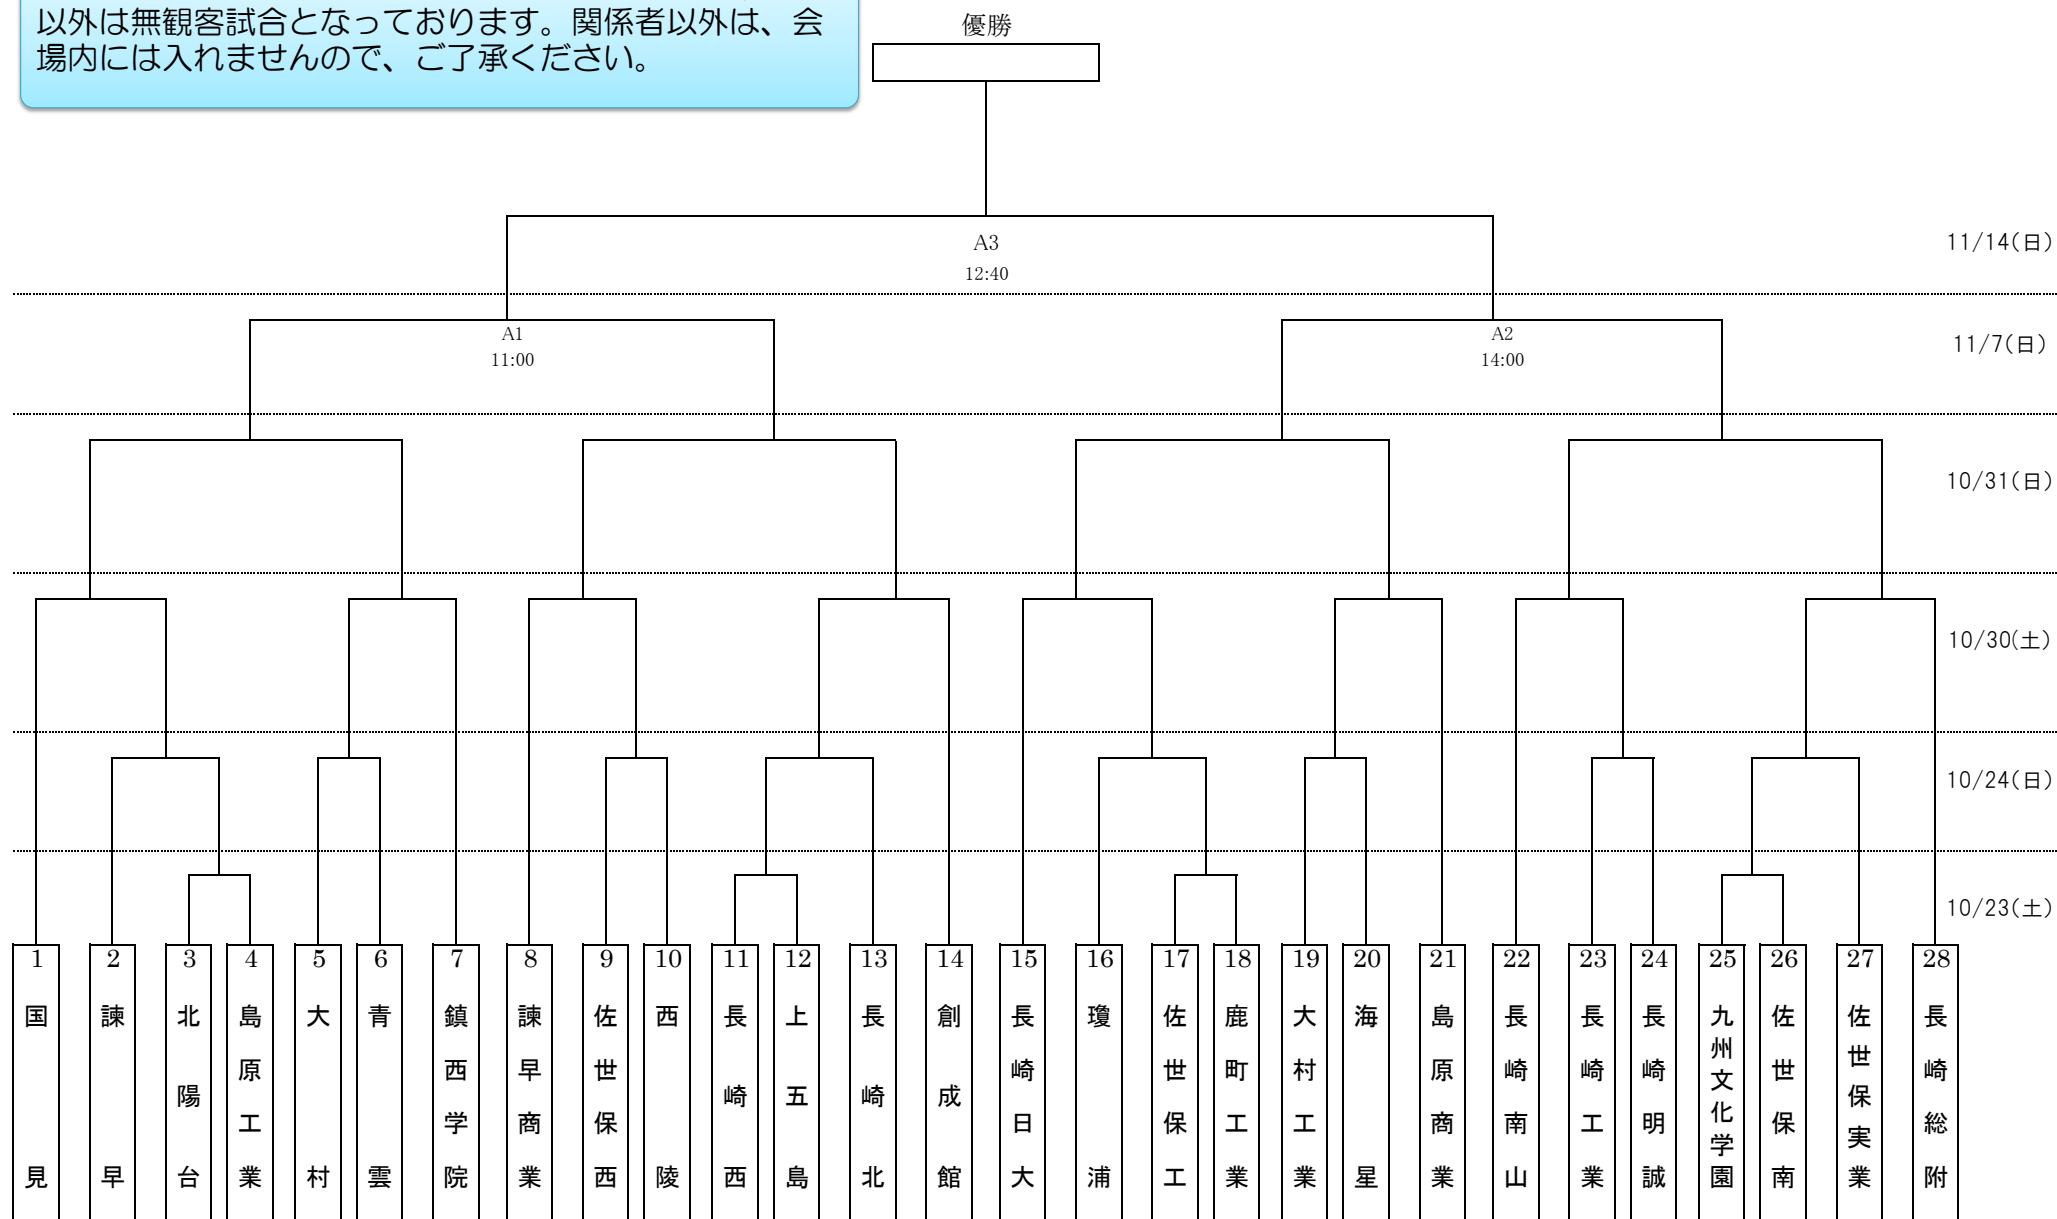 以外は無観客試合となっております。関係者以外は、会
場内には入れませんので、ご了承ください。
優勝
A3
12:40
11/14(日)
A1
11:00
A2
14:00
11/7(日)
10/31(日)
10/30(土)
10/24(日)
10/23(土)
1 国見
2 諫早
3 北陽台
4 島原工業
5 大村
6 青雲
7 鎮西学院
8 諫早商業
9 佐世保西
10 西陵
11 長崎西
12 上五島
13 長崎北
14 創成館
15 長崎日大
16 瓊浦
17 佐世保工
18 鹿町工業
19 大村工業
20 海星
21 島原商業
22 長崎南山
23 長崎工業
24 長崎明誠
25 九州文化学園
26 佐世保南
27 佐世保実業
28 長崎総附